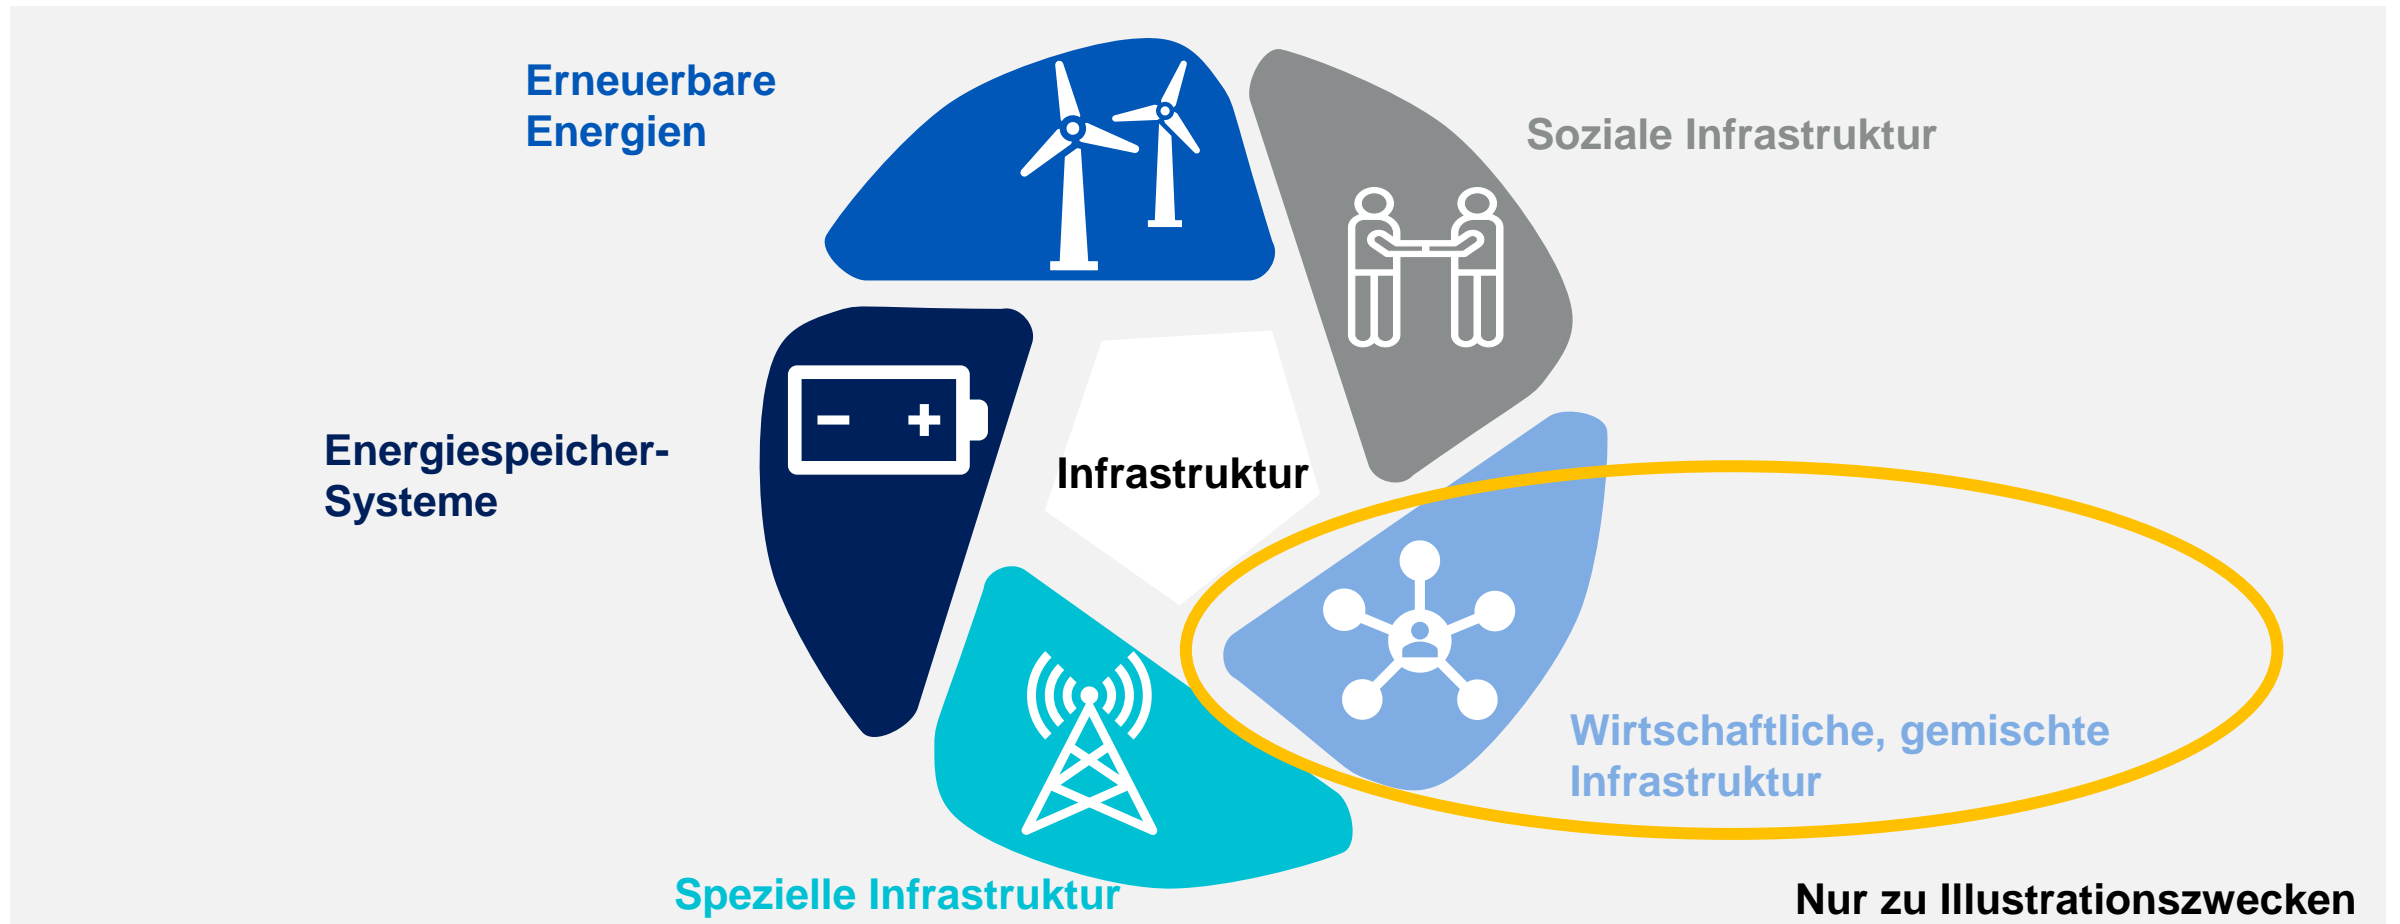 Erneuerbare
Energien
Soziale Infrastruktur
Energiespeicher-
Systeme
Infrastruktur
Wirtschaftliche, gemischte
Infrastruktur
Spezielle Infrastruktur
Nur zu Illustrationszwecken